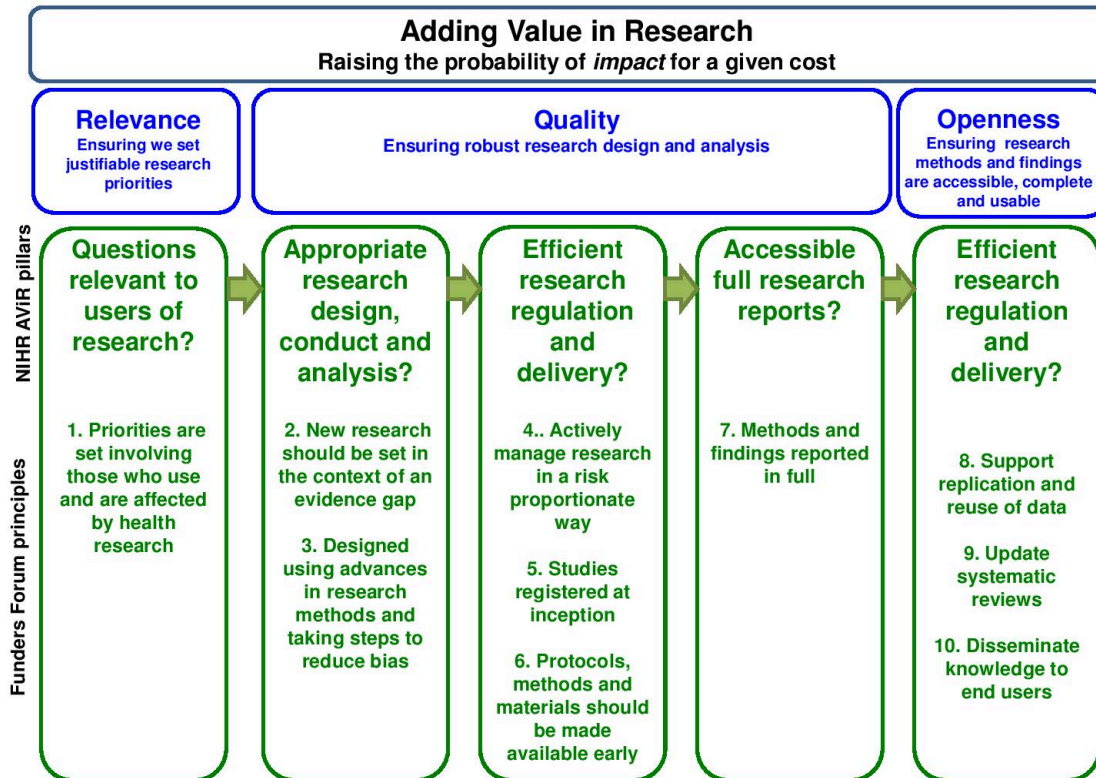 Adding Value in Research
Raising the probability of impact for a given cost
Relevance
Ensuring we set
justifiable research
priorities
Quality
Ensuring robust research design and analysis
Openness
Ensuring research
methods and findings
are accessible, complete
and usable
NIHR AViR pillars
Questions
relevant to
users of
research?
Appropriate
research
design,
conduct and
analysis?
Efficient
research
regulation
and
delivery?
Accessible
full research
reports?
Efficient
research
regulation
and
delivery?
Funders Forum principles
1. Priorities are
set involving
those who use
and are affected
by health
research
2. New research
should be set in
the context of an
evidence gap
3. Designed
using advances
in research
methods and
taking steps to
reduce bias
4.. Actively
manage research
in a risk
proportionate
way
5. Studies
registered at
inception
6. Protocols,
methods and
materials should
be made
available early
7. Methods and
findings reported
in full
8. Support
replication and
reuse of data
9. Update
systematic
reviews
10. Disseminate
knowledge to
end users